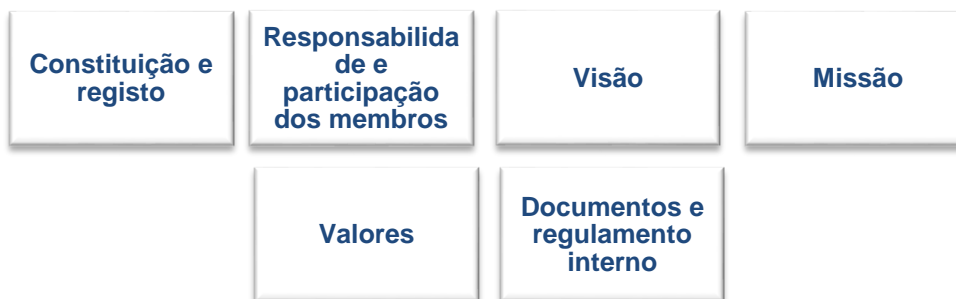 Constituição e
registo
Responsabilida
de e
participação
dos membros
Visão
Missão
Valores
Documentos e
regulamento
interno